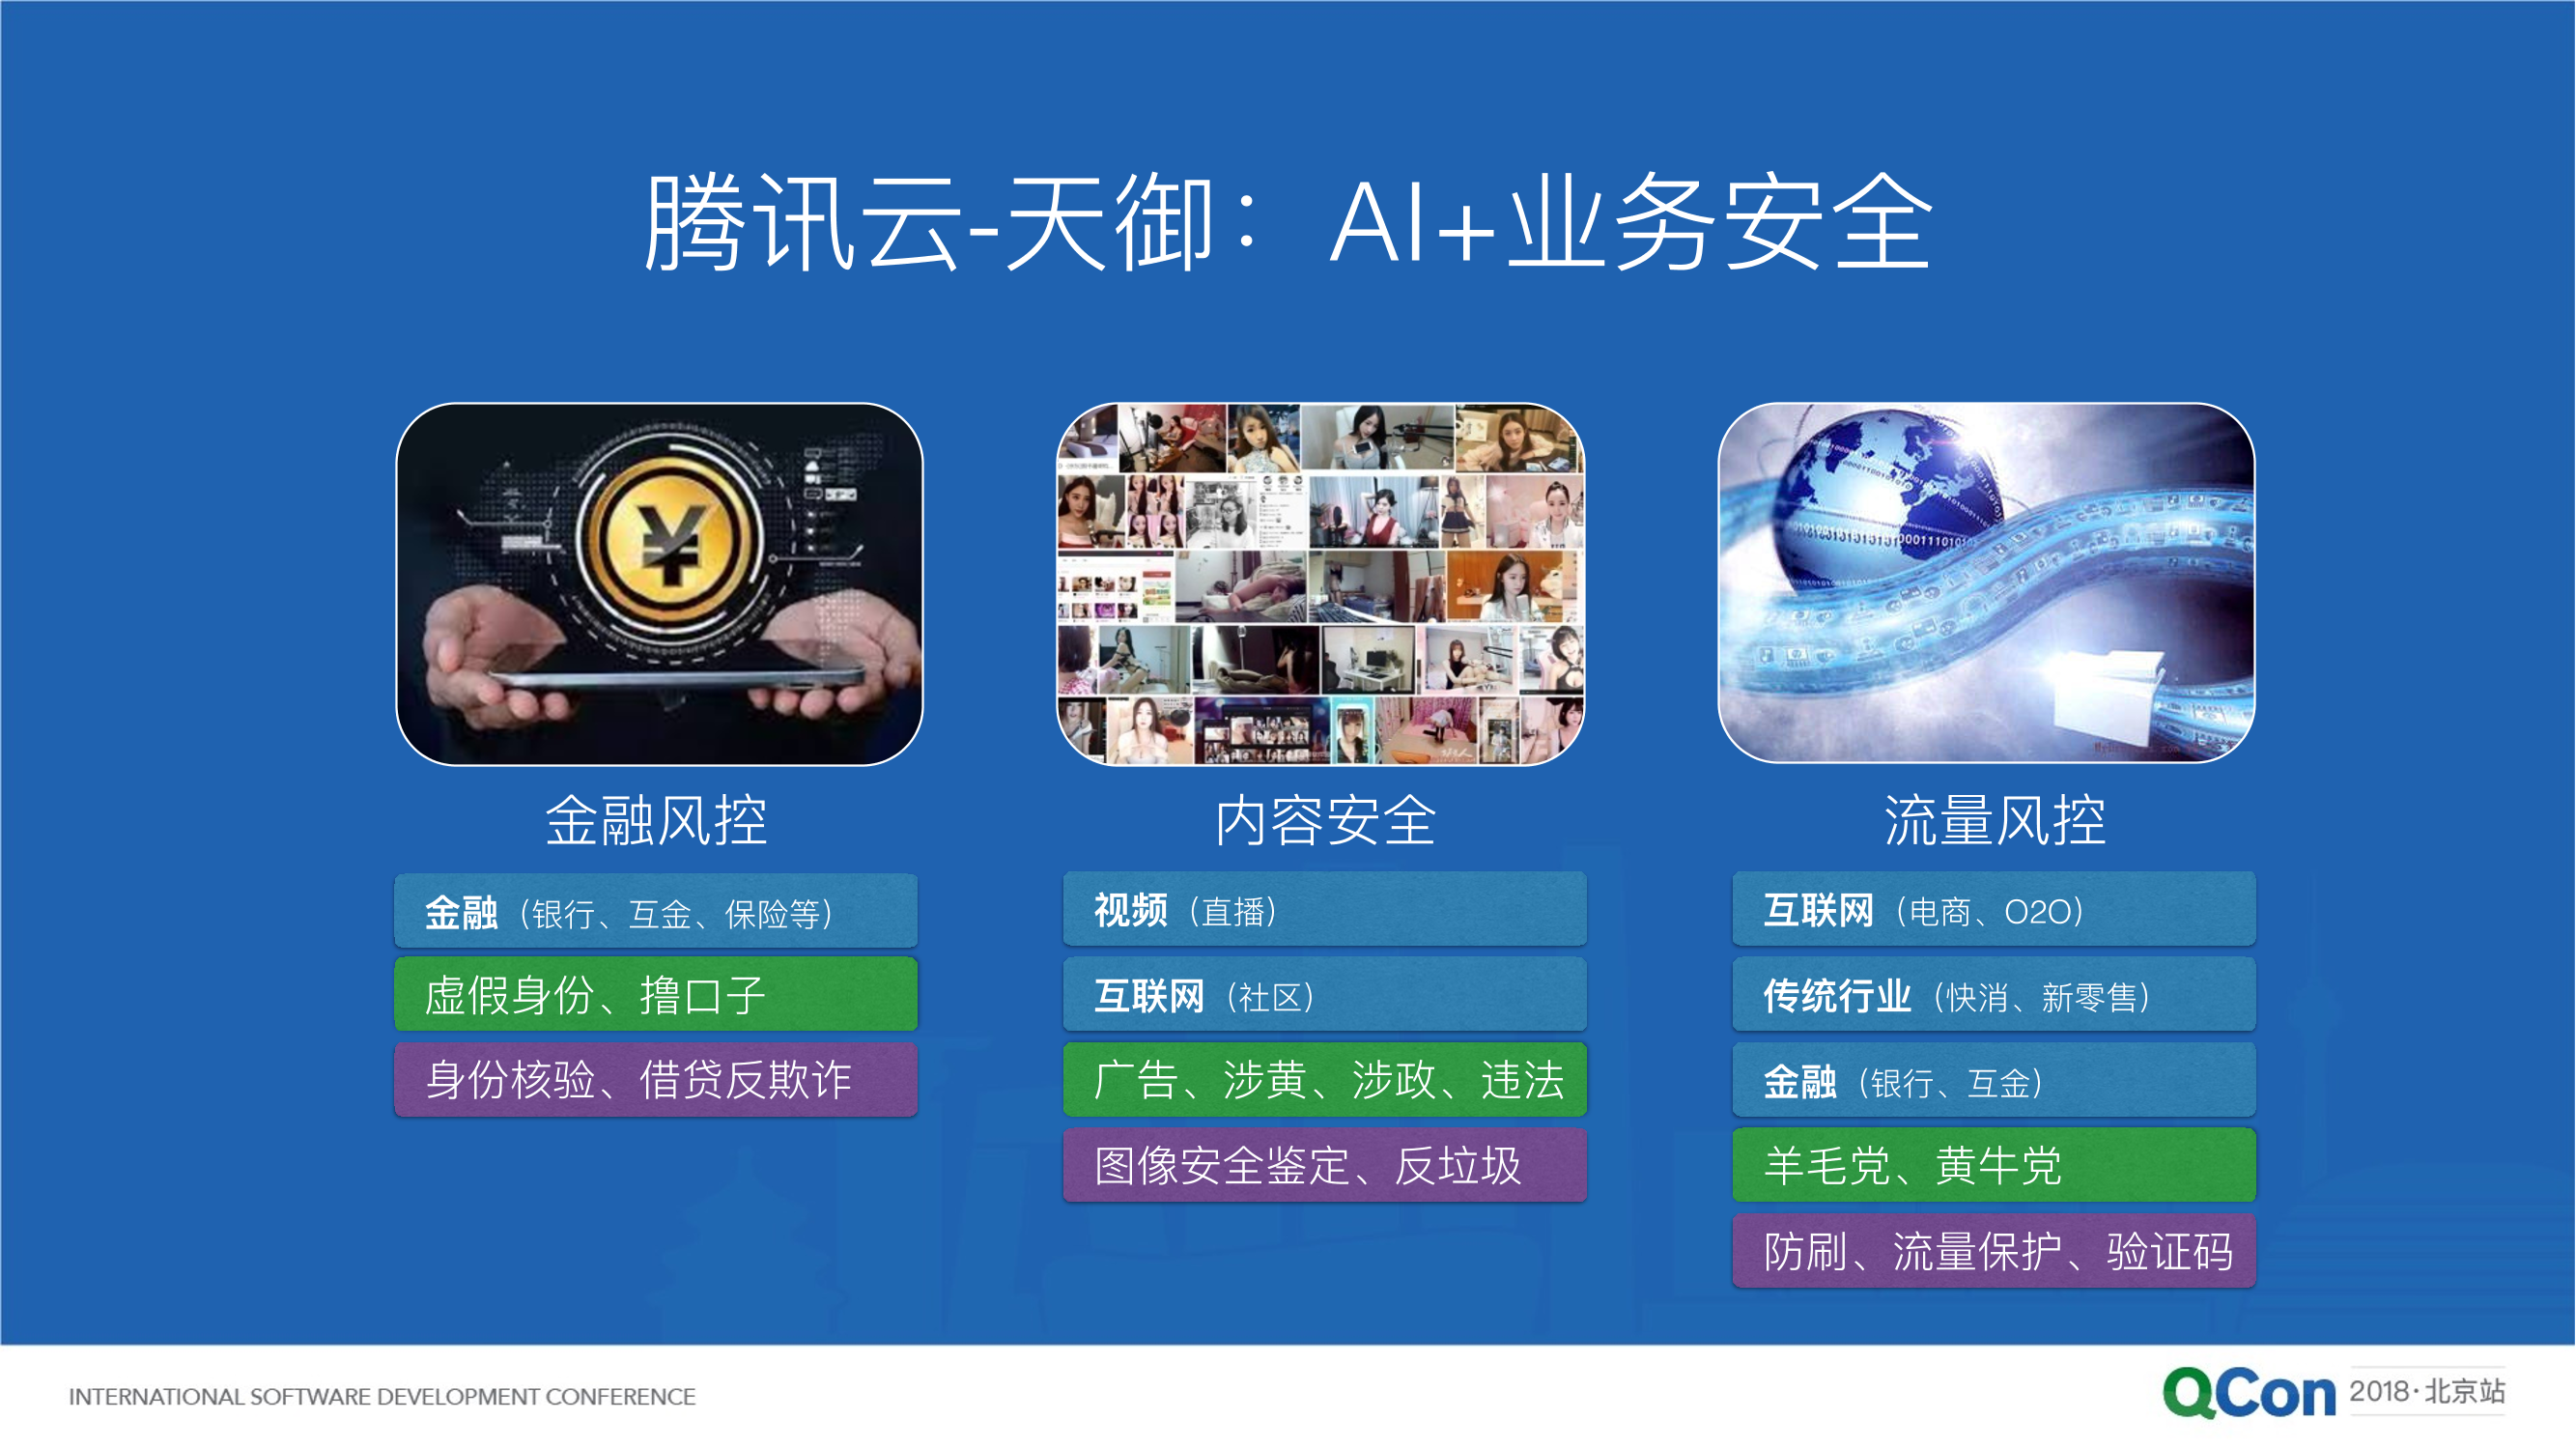 腾讯云-天御：AI+业务安全
金融风控
金融（银行、互金、保险等）
虚假身份、撸口子
身份核验、借贷反欺诈
内容安全
视频（直播）
互联网（社区）
广告、涉黄、涉政、违法
图像安全鉴定、反垃圾
流量风控
互联网（电商、O2O）
传统行业（快消、新零售）
金融（银行、互金）
羊毛党、黄牛党
防刷、流量保护、验证码
INTERNATIONAL SOFTWARE DEVELOPMENT CONFERENCE
QCon 2018·北京站